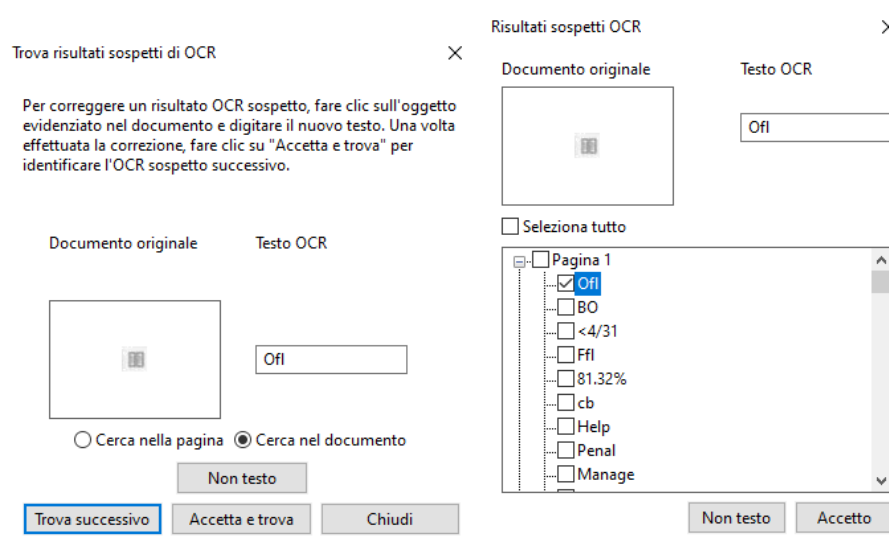 Trova risultati sospetti di OCR
Per correggere un risultato OCR sospetto, fare clic sull'oggetto
evidenziato nel documento e digitare il nuovo testo. Una volta
effettuata la correzione, fare clic su "Accetta e trova" per
identificare l'OCR sospetto successivo.
Documento originale Testo OCR
OfI
Cerca nella pagina Cerca nel documento
Non testo
Trova successivo Accetta e trova Chiudi
Risultati sospetti OCR
Documento originale Testo OCR
OfI
Seleziona tutto
Pagina 1
OfI
BO
<4/31
FfI
81.32%
cb
Help
Penal
Manage
Non testo Accetto